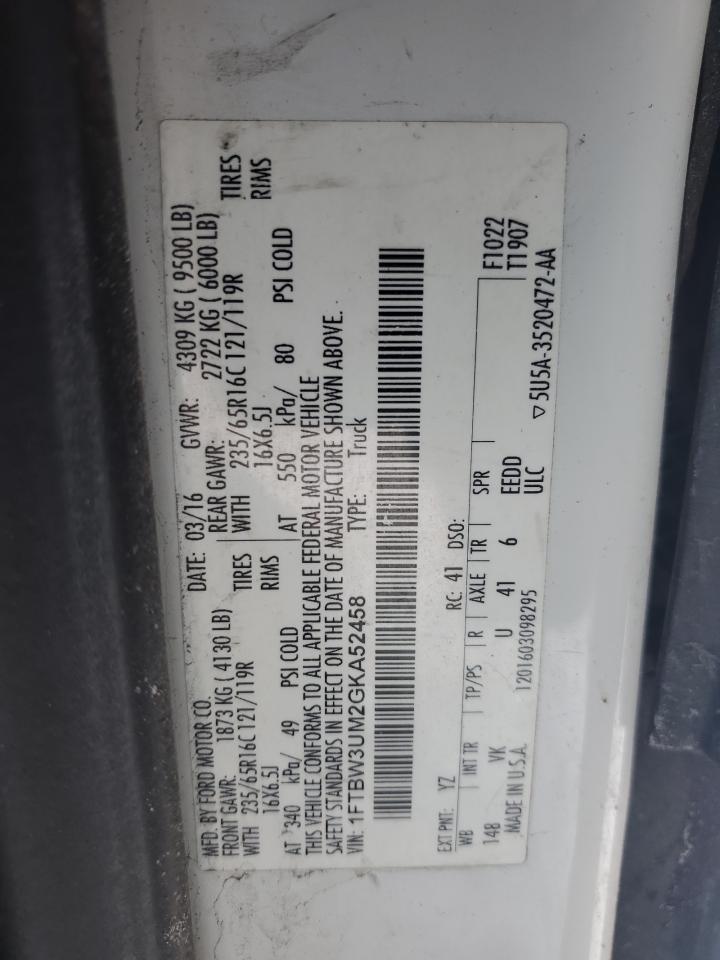 MFD. BY FORD MOTOR CO.
DATE: 03/16 GVWR: 4309 KG ( 9500 LB)
FRONT GAWR: 1873 KG ( 4130 LB) REAR GAWR: 2722 KG ( 6000 LB)
WITH 235/65R16C 121/119R TIRES WITH 235/65R16C 121/119R TIRES
16X6.5J RIMS 16X6.5J RIMS
AT 340 kPa/ 49 PSI COLD AT 550 kPa/ 80 PSI COLD
THIS VEHICLE CONFORMS TO ALL APPLICABLE FEDERAL MOTOR VEHICLE
SAFETY STANDARDS IN EFFECT ON THE DATE OF MANUFACTURE SHOWN ABOVE.
VIN: 1FTBW3UM2GKA52458 TYPE: Truck
EXT PNT: YZ RC: 41 DSO:
WB INT TR TP/PS R AXLE TR SPR
148 VK U 41 6 EEDD F1022
MADE IN U.S.A. 1201603098295 ULC T1907
▽5U5A-3520472-AA